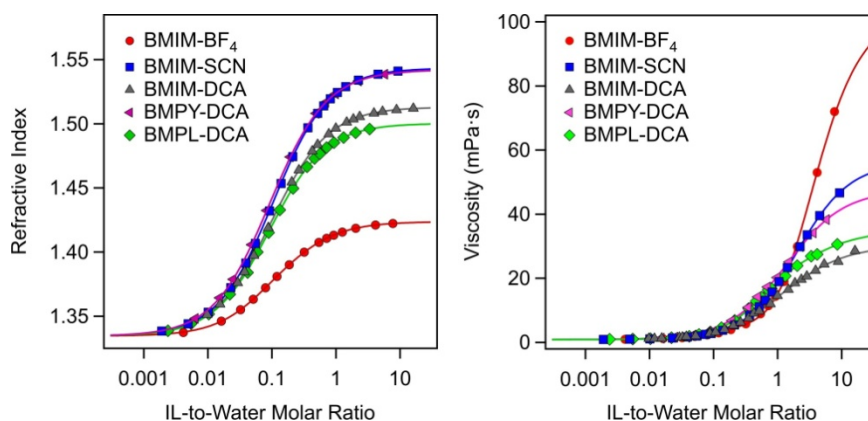 BMIM-BF₄
BMIM-SCN
BMIM-DCA
BMPY-DCA
BMPL-DCA
Refractive Index
1.55
1.50
1.45
1.40
1.35
0.001 0.01 0.1 1 10
IL-to-Water Molar Ratio
BMIM-BF₄
BMIM-SCN
BMIM-DCA
BMPY-DCA
BMPL-DCA
Viscosity (mPa·s)
100
80
60
40
20
0
0.001 0.01 0.1 1 10
IL-to-Water Molar Ratio